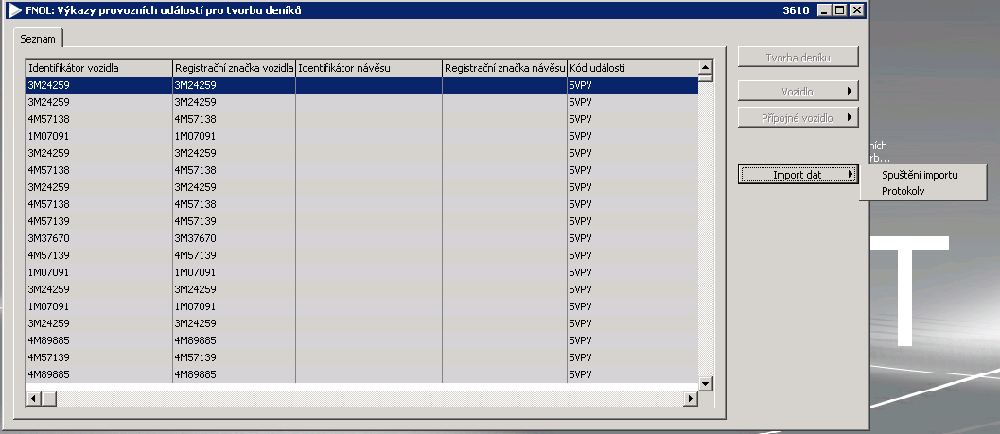 FNOL: Výkazy provozních událostí pro tvorbu deníků 3610
Seznam
Identifikátor vozidla Registrační značka vozidla Identifikátor návěsu Registrační značka návěsu Kód události
3M24259 3M24259 SVPV
3M24259 3M24259 SVPV
4M57138 4M57138 SVPV
1M07091 1M07091 SVPV
3M24259 3M24259 SVPV
4M57138 4M57138 SVPV
3M24259 3M24259 SVPV
4M57138 4M57138 SVPV
4M57139 4M57139 SVPV
3M37670 3M37670 SVPV
4M57139 4M57139 SVPV
1M07091 1M07091 SVPV
3M24259 3M24259 SVPV
1M07091 1M07091 SVPV
3M24259 3M24259 SVPV
4M89885 4M89885 SVPV
4M57139 4M57139 SVPV
4M89885 4M89885 SVPV
Tvorba deníku
Vozidlo
Přípojné vozidlo
Import dat
Spuštění importu
Protokoly
ních
rb...
T